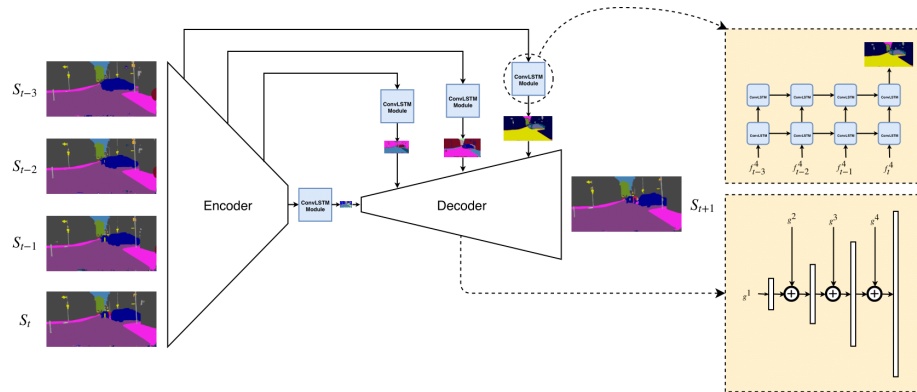 S_{t-3}
S_{t-2}
S_{t-1}
S_t
Encoder
ConvLSTM
Module
ConvLSTM
Module
ConvLSTM
Module
ConvLSTM
Module
Decoder
S_{t+1}
ConvLSTM ConvLSTM ConvLSTM ConvLSTM
ConvLSTM ConvLSTM ConvLSTM ConvLSTM
f^4_{t-3} f^4_{t-2} f^4_{t-1} f^4_t
g^2 g^3 g^4
g^1